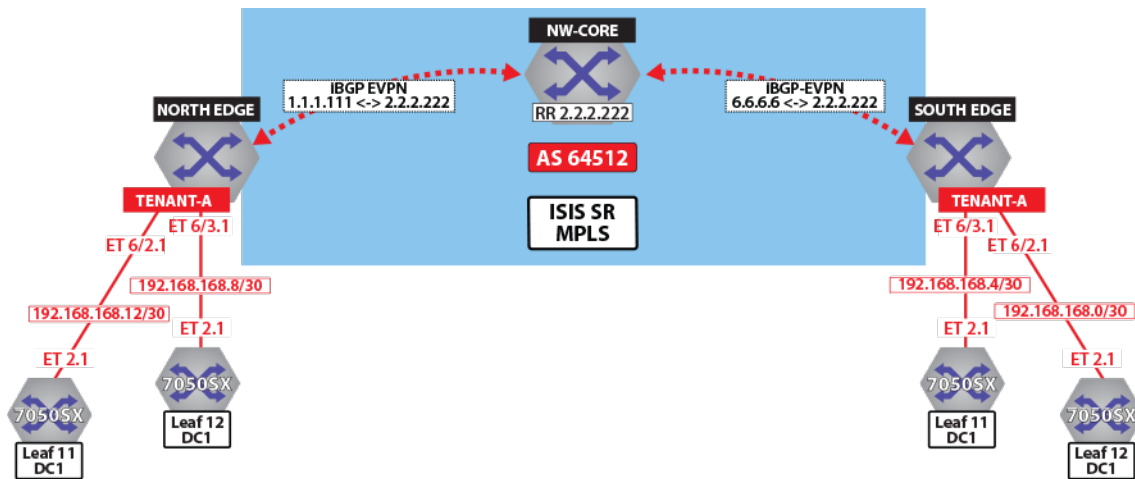 NW-CORE
iBGP EVPN
1.1.1.111 <-> 2.2.2.222
iBGP-EVPN
6.6.6.6 <-> 2.2.2.222
NORTH EDGE
RR 2.2.2.222
SOUTH EDGE
AS 64512
TENANT-A
TENANT-A
ISIS SR
MPLS
ET 6/3.1
ET 6/2.1
ET 6/3.1
ET 6/2.1
192.168.168.8/30
192.168.168.12/30
192.168.168.4/30
192.168.168.0/30
ET 2.1
ET 2.1
ET 2.1
ET 2.1
7050SX
Leaf 11
DC1
7050SX
Leaf 12
DC1
7050SX
Leaf 11
DC1
7050SX
Leaf 12
DC1